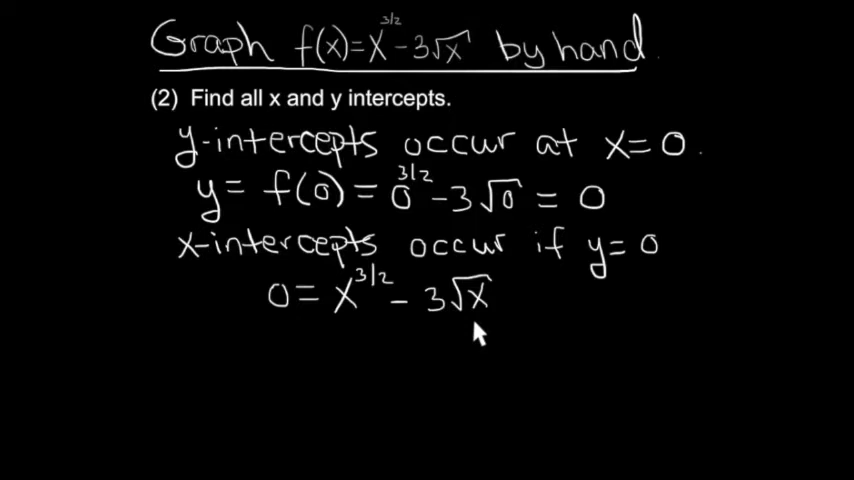 Graph f(x)=x^{3/2}-3√x by hand.
(2) Find all x and y intercepts.
y-intercepts occur at x=0.
y= f(0)= 0^{3/2}-3√0 = 0
x-intercepts occur if y=0
0= x^{3/2} - 3√x